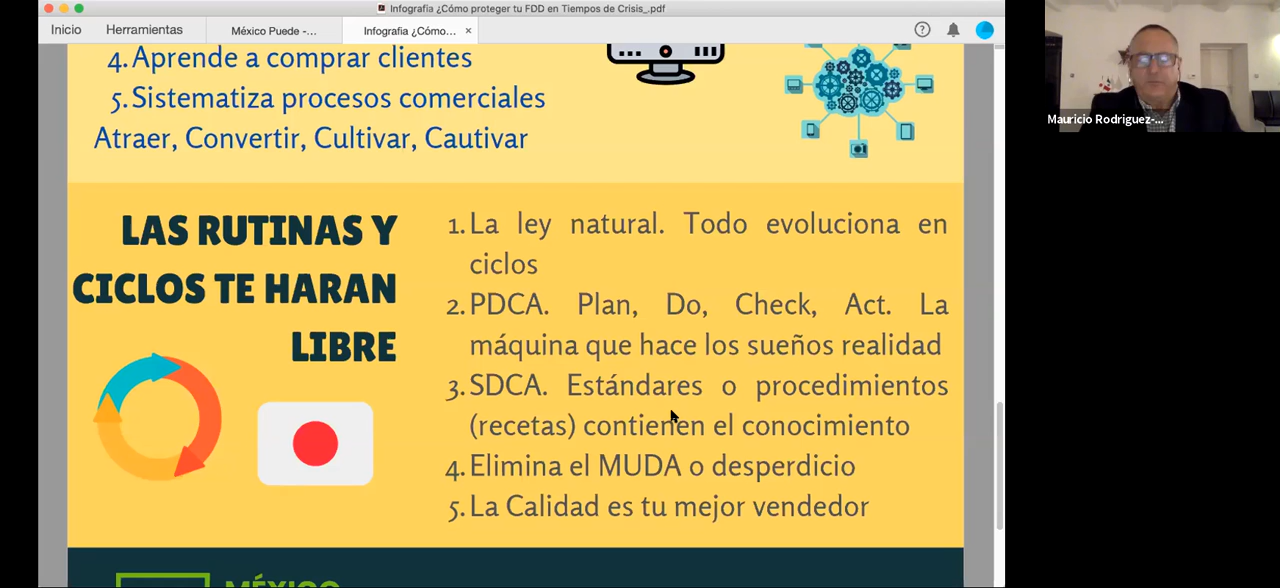 Infografía ¿Cómo proteger tu FDD en Tiempos de Crisis_.pdf
Inicio
Herramientas
México Puede -...
Infografia ¿Cómo... ×
4. Aprende a comprar clientes
5. Sistematiza procesos comerciales
Atraer, Convertir, Cultivar, Cautivar
LAS RUTINAS Y
CICLOS TE HARAN
LIBRE
1. La ley natural. Todo evoluciona en
ciclos
2. PDCA. Plan, Do, Check, Act. La
máquina que hace los sueños realidad
3. SDCA. Estándares o procedimientos
(recetas) contienen el conocimiento
4. Elimina el MUDA o desperdicio
5. La Calidad es tu mejor vendedor
MÉXICO
Mauricio Rodriguez-...